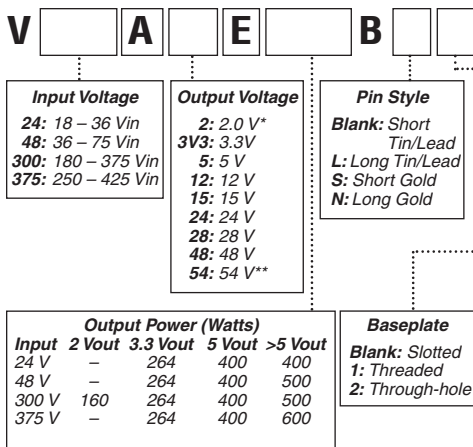 V A E B
Input Voltage
24: 18 – 36 Vin
48: 36 – 75 Vin
300: 180 – 375 Vin
375: 250 – 425 Vin
Output Voltage
2: 2.0 V*
3V3: 3.3V
5: 5 V
12: 12 V
15: 15 V
24: 24 V
28: 28 V
48: 48 V
54: 54 V**
Pin Style
Blank: Short
Tin/Lead
L: Long Tin/Lead
S: Short Gold
N: Long Gold
Output Power (Watts)
Input 2 Vout 3.3 Vout 5 Vout >5 Vout
24 V – 264 400 400
48 V – 264 400 500
300 V 160 264 400 500
375 V – 264 400 600
Baseplate
Blank: Slotted
1: Threaded
2: Through-hole